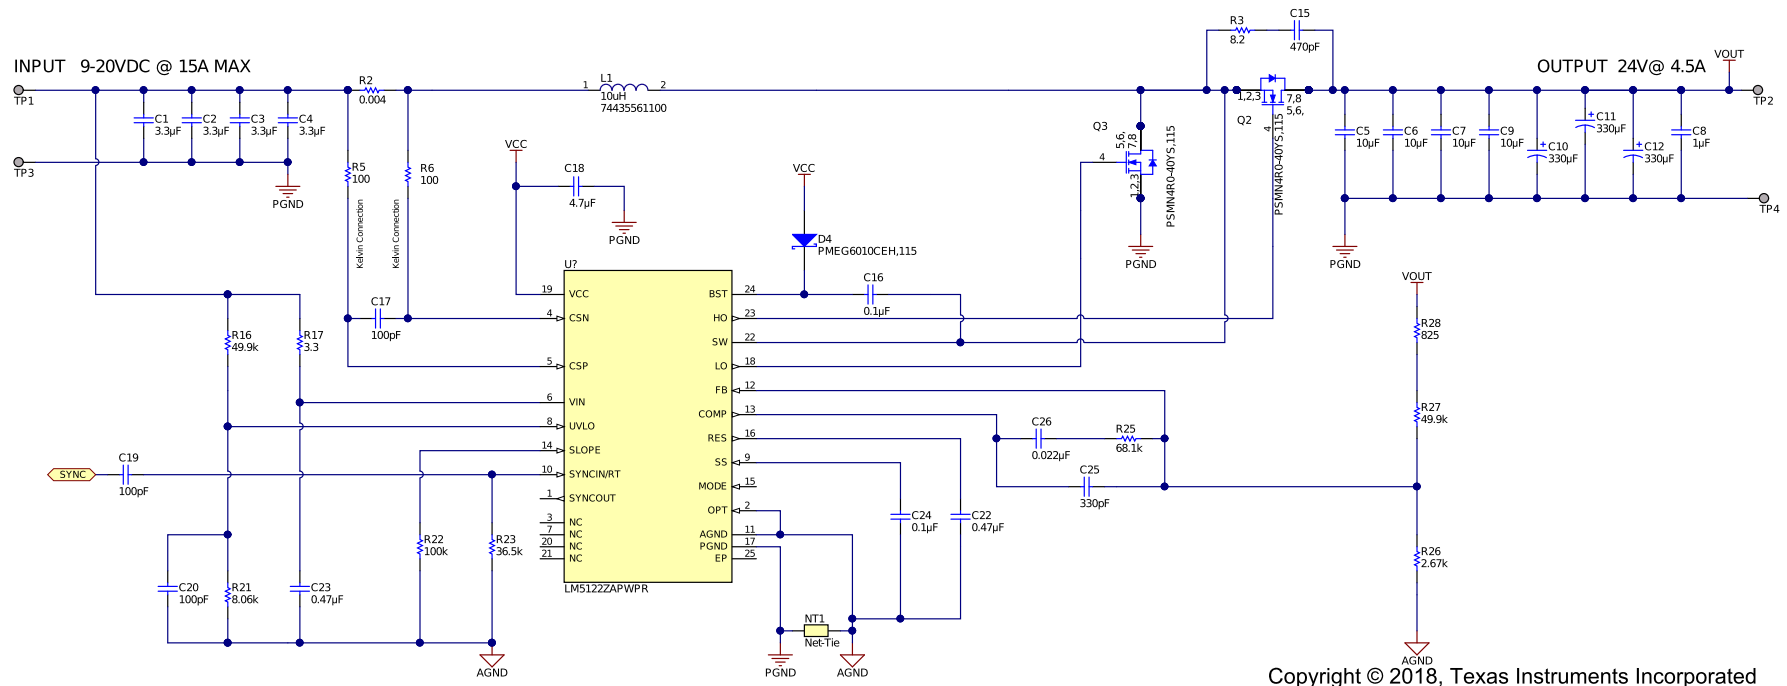 INPUT 9-20VDC @ 15A MAX
OUTPUT 24V@ 4.5A
TP1
TP3
C1
3.3µF
C2
3.3µF
C3
3.3µF
C4
3.3µF
PGND
R2
0.004
R5
100
R6
100
Kelvin Connection
Kelvin Connection
C17
100pF
L1
10uH
74435561100
1
2
VCC
C18
4.7µF
PGND
VCC
D4
PMEG6010CEH,115
C16
0.1µF
Q3
4
5,6,
7,8
1,2,3
PSMN4R0-40YS,115
PGND
R3
8.2
C15
470pF
1,2,3
Q2
7,8
5,6,
4
PSMN4R0-40YS,115
VOUT
TP2
C5
10µF
C6
10µF
C7
10µF
C9
10µF
C10
330µF
C11
330µF
C12
330µF
C8
1µF
TP4
PGND
U?
19 VCC
4 CSN
5 CSP
6 VIN
8 UVLO
14 SLOPE
10 SYNCIN/RT
1 SYNCOUT
3 NC
7 NC
20 NC
21 NC
BST 24
HO 23
SW 22
LO 18
FB 12
COMP 13
RES 16
SS 9
MODE 15
OPT 2
AGND 11
PGND 17
EP 25
LM5122ZAPWPR
R16
49.9k
R17
3.3
SYNC
C19
100pF
C20
100pF
R21
8.06k
C23
0.47µF
R22
100k
R23
36.5k
AGND
C26
0.022µF
R25
68.1k
C25
330pF
C24
0.1µF
C22
0.47µF
NT1
Net-Tie
PGND
AGND
VOUT
R28
825
R27
49.9k
R26
2.67k
AGND
Copyright © 2018, Texas Instruments Incorporated